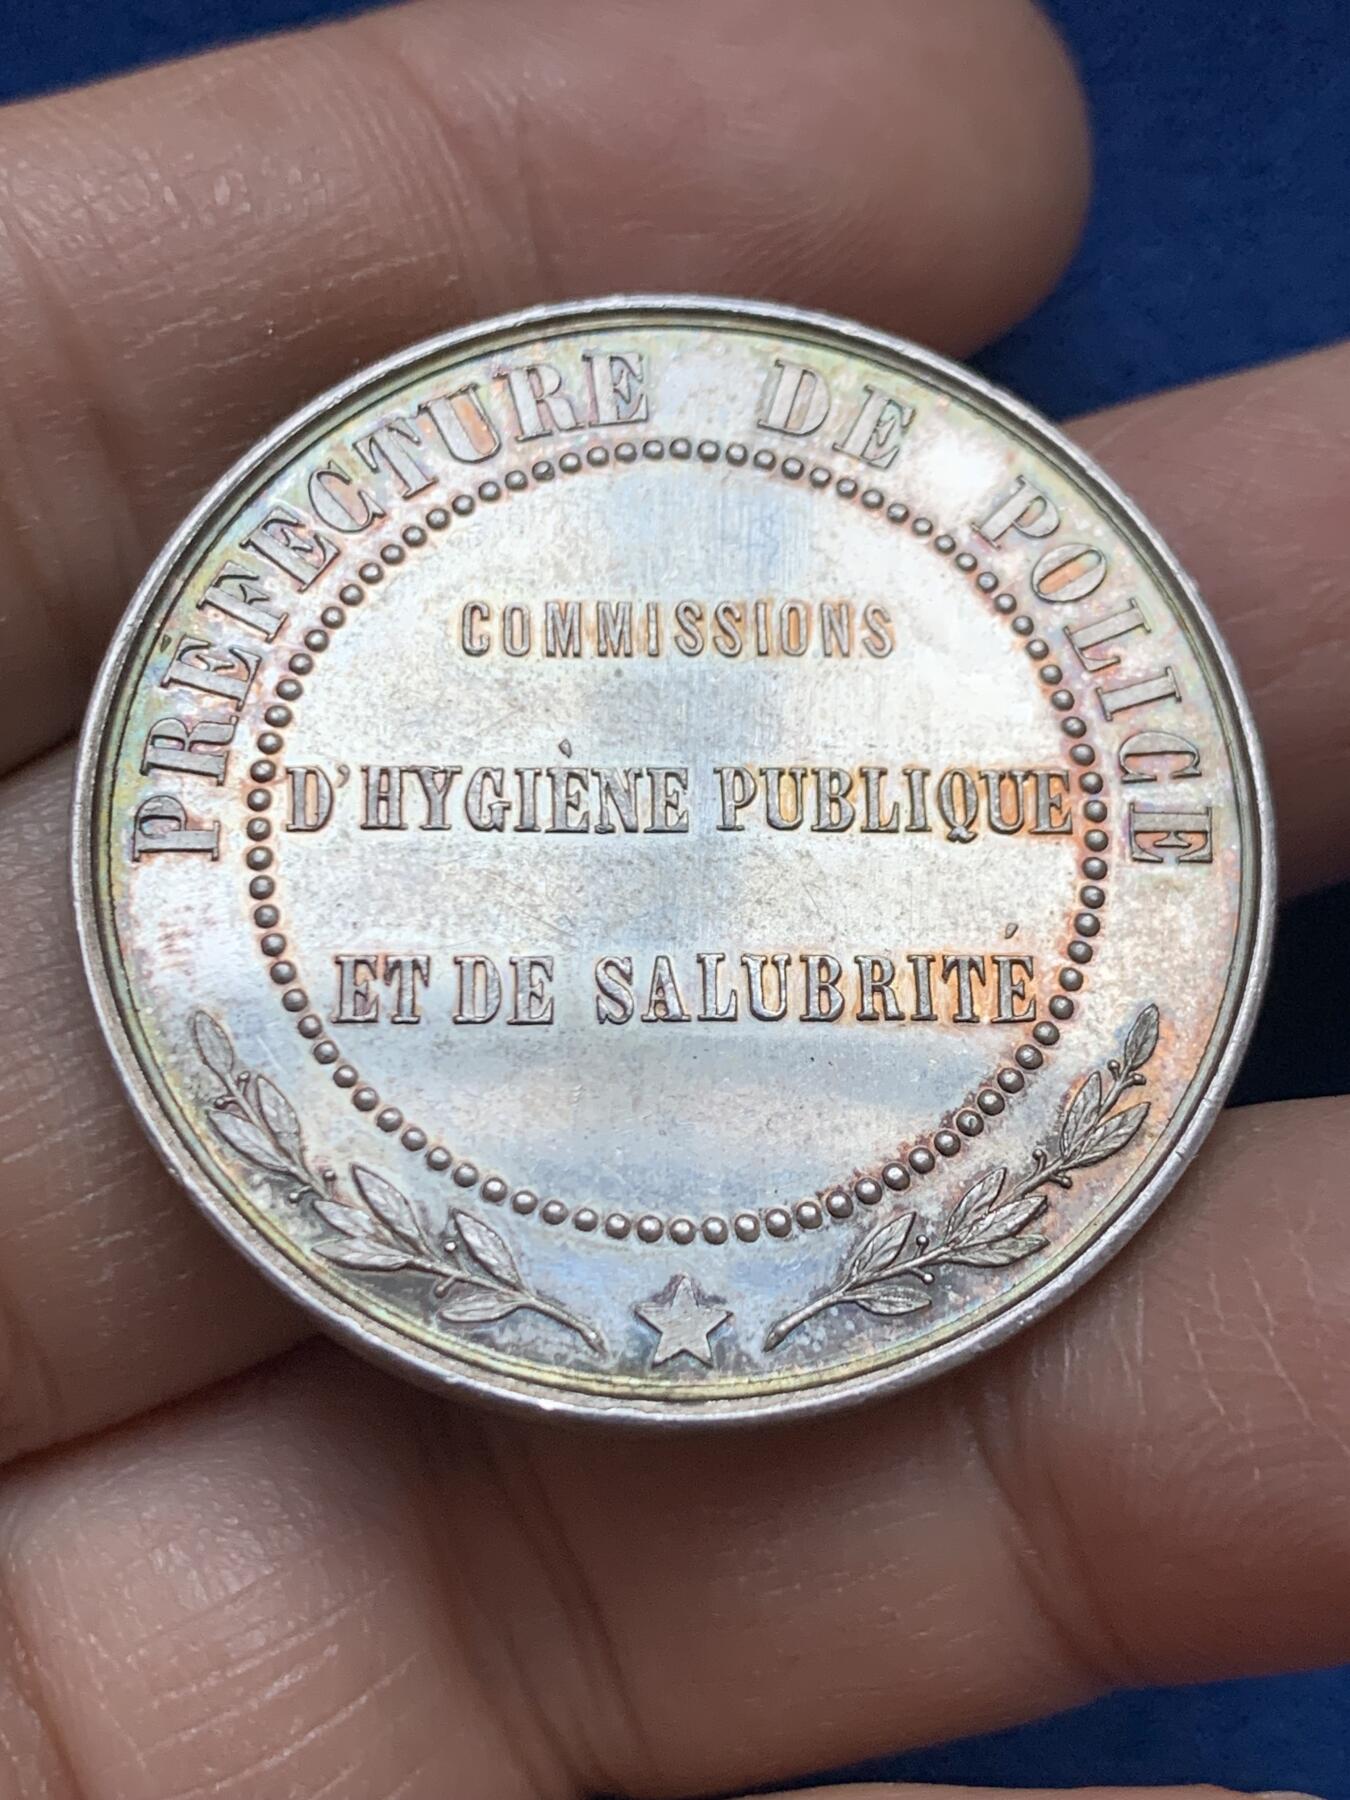 PRÉFECTURE DE POLICE
COMMISSIONS
D'HYGIÈNE PUBLIQUE
ET DE SALUBRITÉ